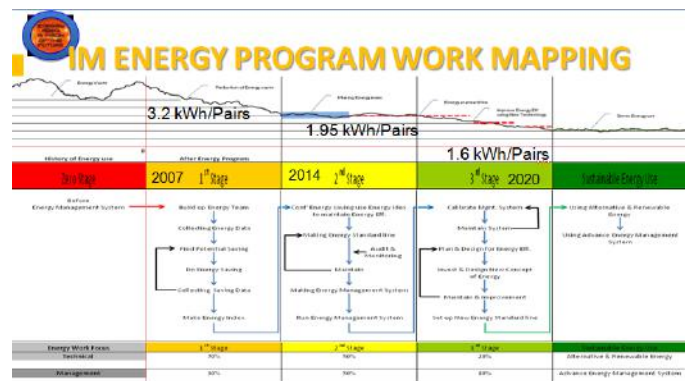 IM ENERGY PROGRAM WORK MAPPING
3.2 kWh/Pairs
1.95 kWh/Pairs
1.6 kWh/Pairs
History of Energy use
After Energy Program
Zero Stage
2007 1st Stage
2014 2nd Stage
3rd Stage 2020
Sustainable Energy Use
Before
Energy Management System
Build up Energy Team
Collecting Energy Data
Find Potential Saving
Do Energy Saving
Collecting Saving Data
Make Energy Index
to maintain Energy Eff.
Making Energy Standard line
Audit &
Monitoring
Maintain
Making Energy Management System
Run Energy Management System
Calibrate Mgmt. System
Maintain System
Plan & Design for Energy Eff.
Invest & Design New Concept
of Energy
Maintain & Improvement
Set up New Energy Standard line
Using Alternative & Renewable
Energy
Using Advance Energy Management
System
Energy Work Focus
1st Stage
2nd Stage
3rd Stage
Sustainable Energy Use
Technical
70%
50%
20%
Alternative & Renewable Energy
Management
30%
50%
80%
Advance Energy Management System